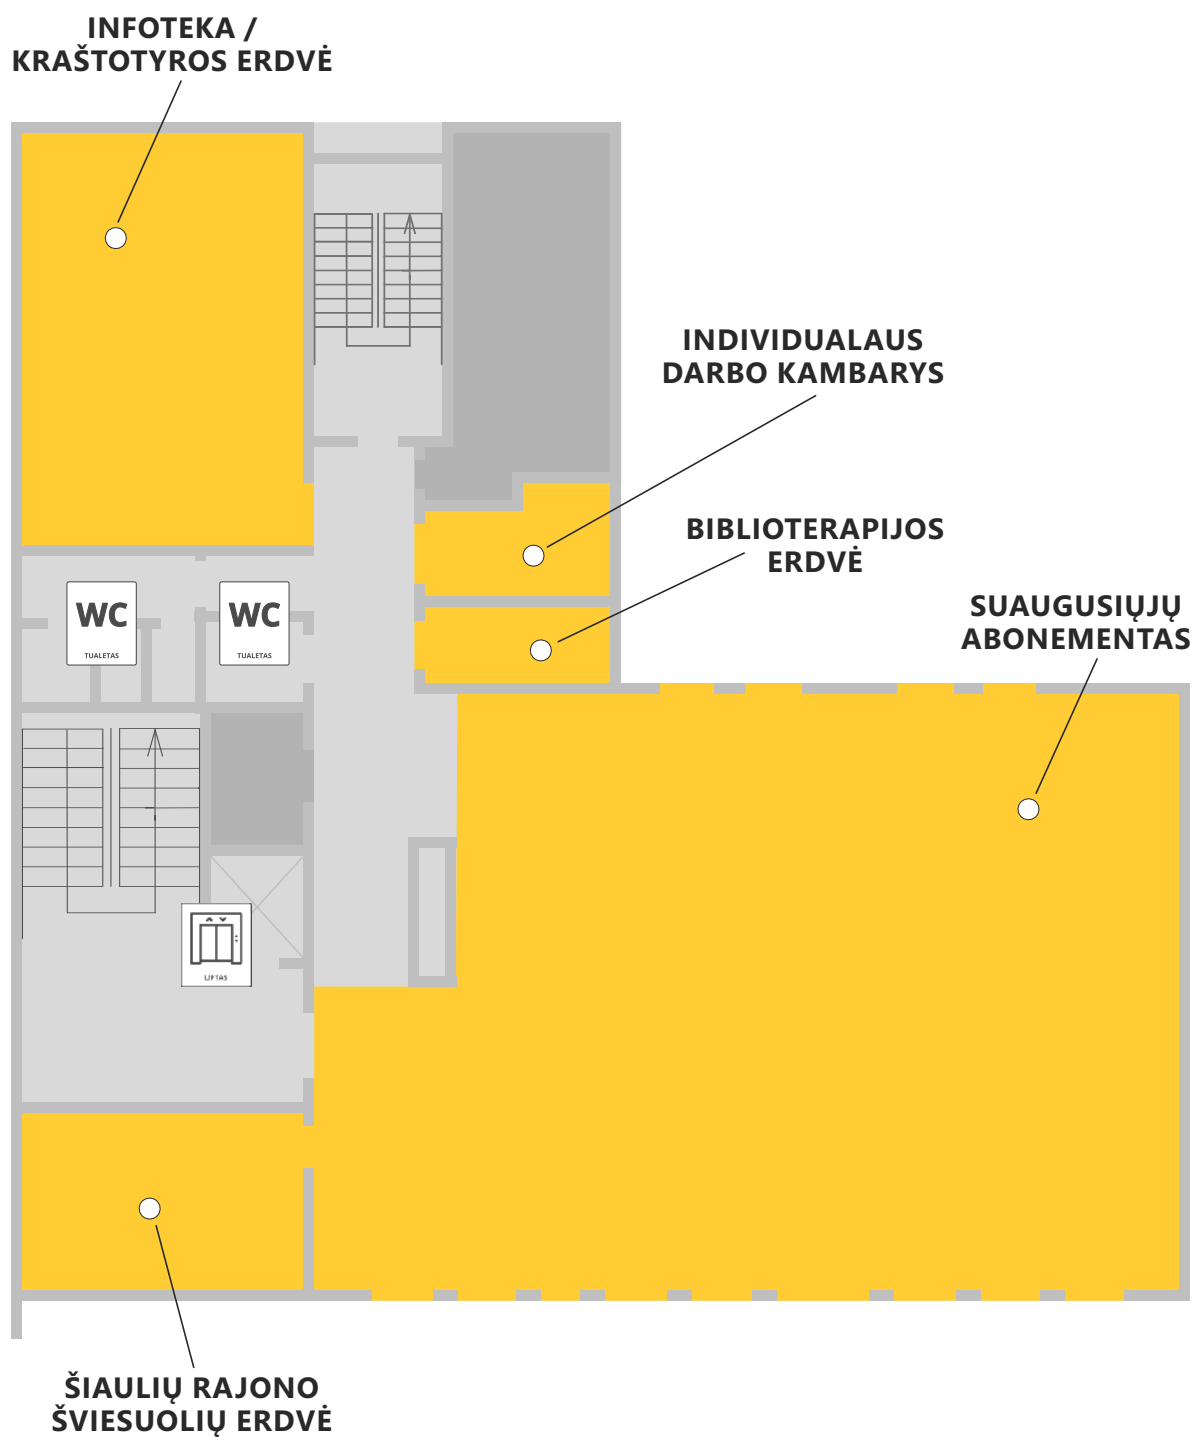 INFOTEKA /
KRAŠTOTYROS ERDVĖ
INDIVIDUALAUS
DARBO KAMBARYS
BIBLIOTERAPIJOS
ERDVĖ
SUAUGUSIŲJŲ
ABONEMENTAS
WC
TUALETAS
WC
TUALETAS
LIFTAS
ŠIAULIŲ RAJONO
ŠVIESUOLIŲ ERDVĖ